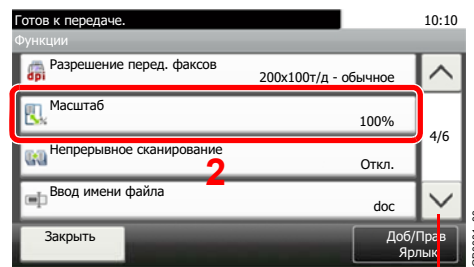 Готов к передаче. 10:10
Функции
dpi Разрешение перед. факсов
200x100т/д - обычное
Масштаб
100%
4/6
Непрерывное сканирование
2
Откл.
Ввод имени файла
doc
Закрыть
Доб/Прав
Ярлык